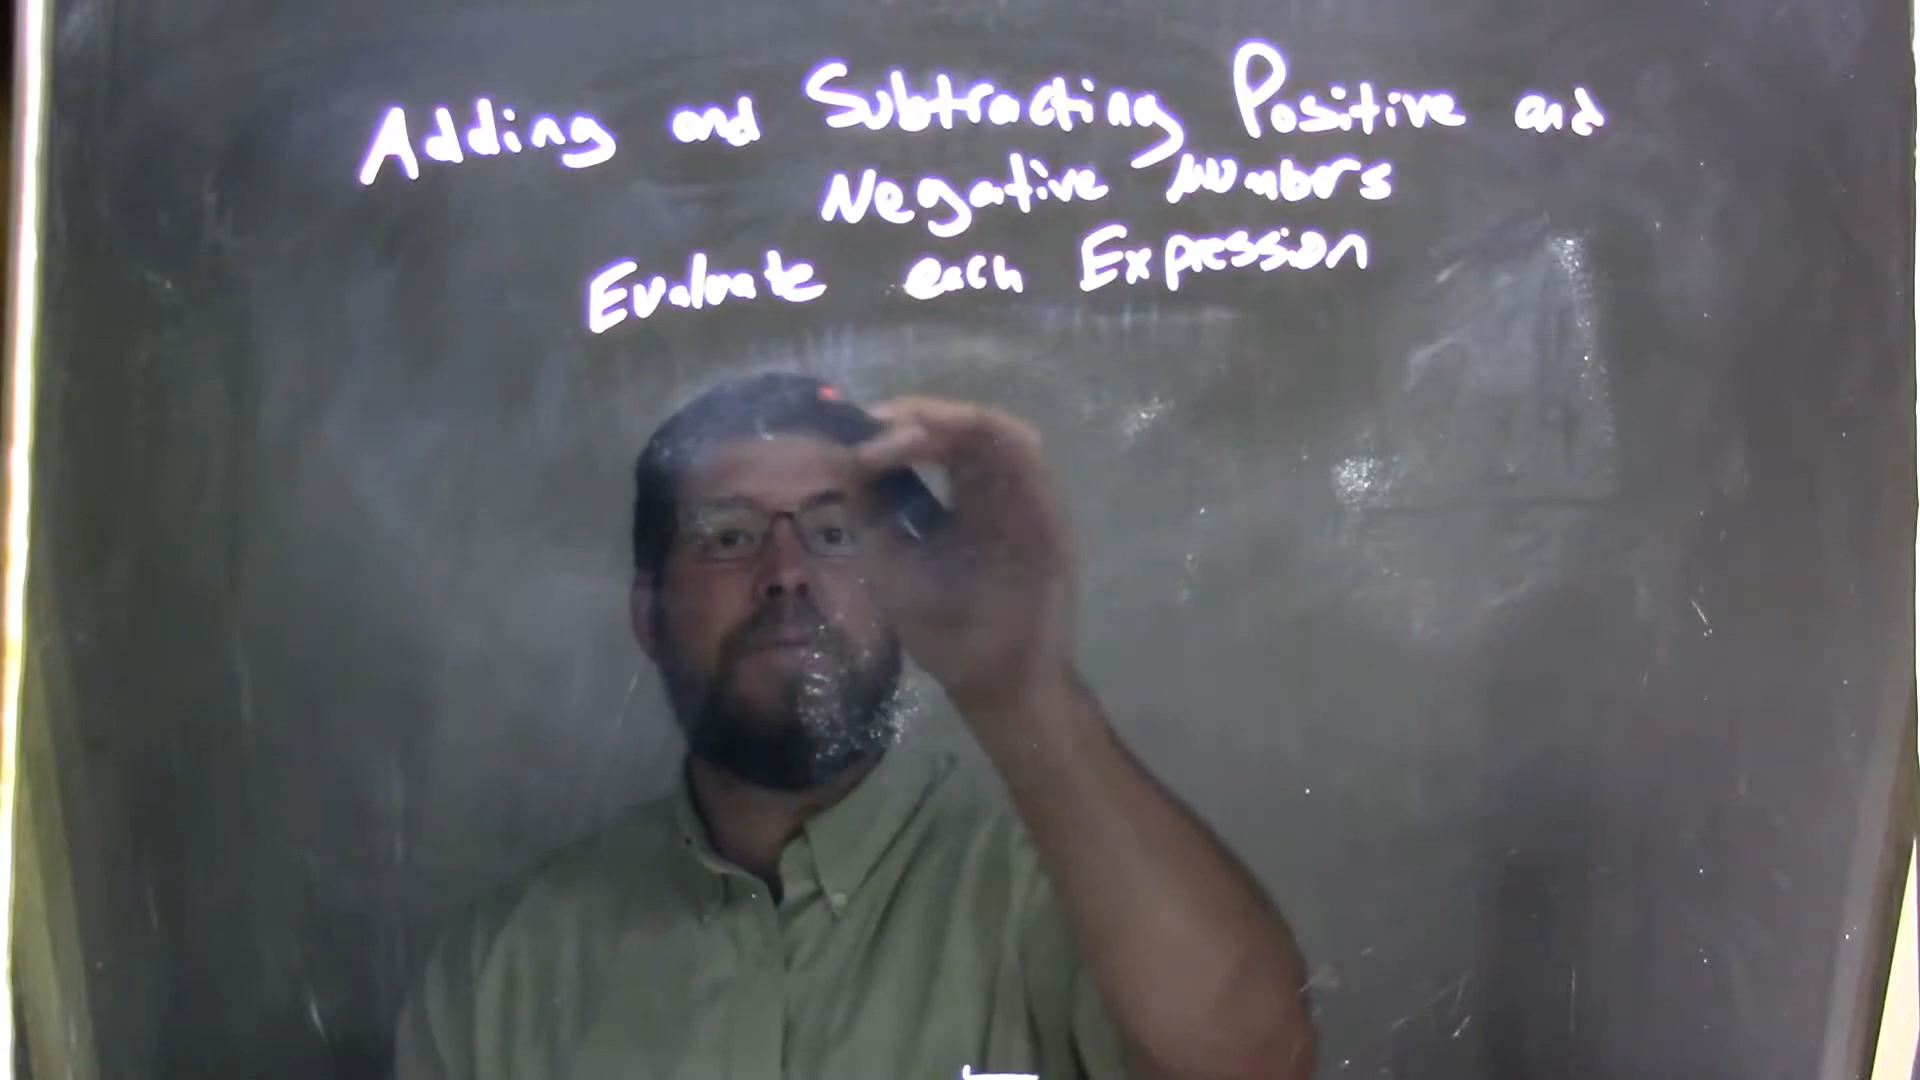 Adding and Subtracting Positive and
Negative Numbers
Evaluate each Expression